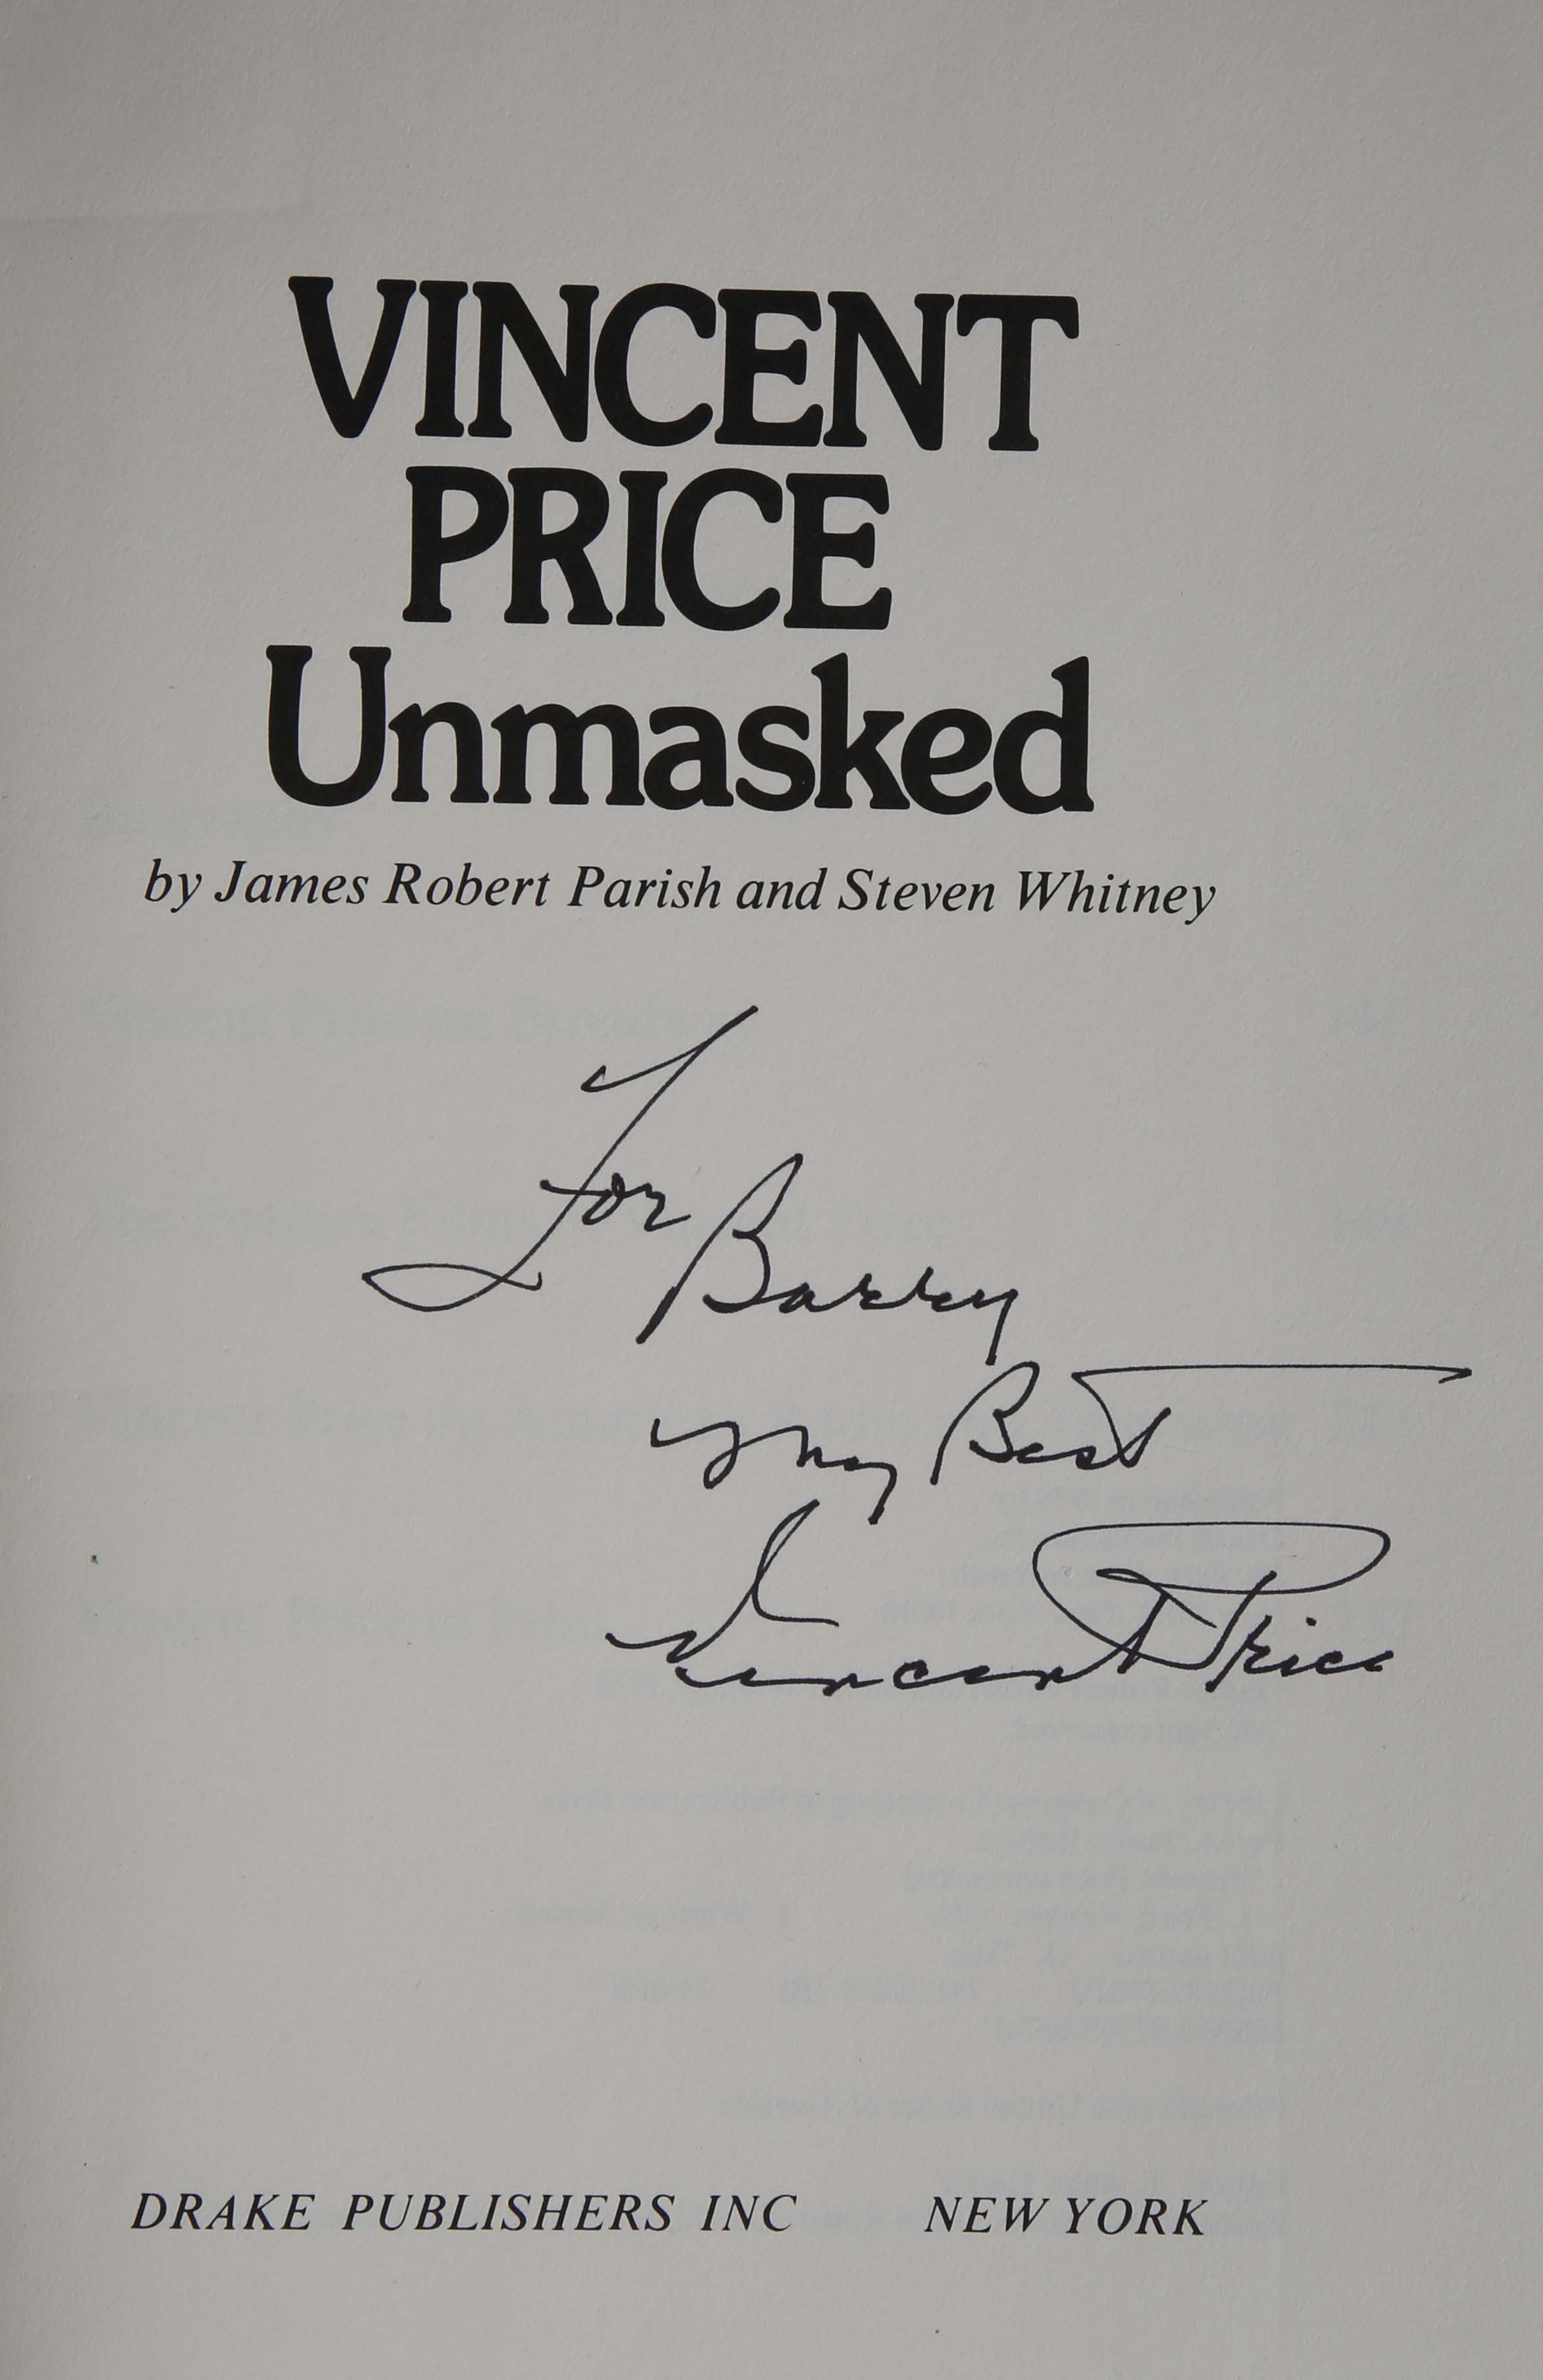 VINCENT
PRICE
Unmasked
by James Robert Parish and Steven Whitney
For Barry
My Best
Vincent Price
DRAKE PUBLISHERS INC NEW YORK